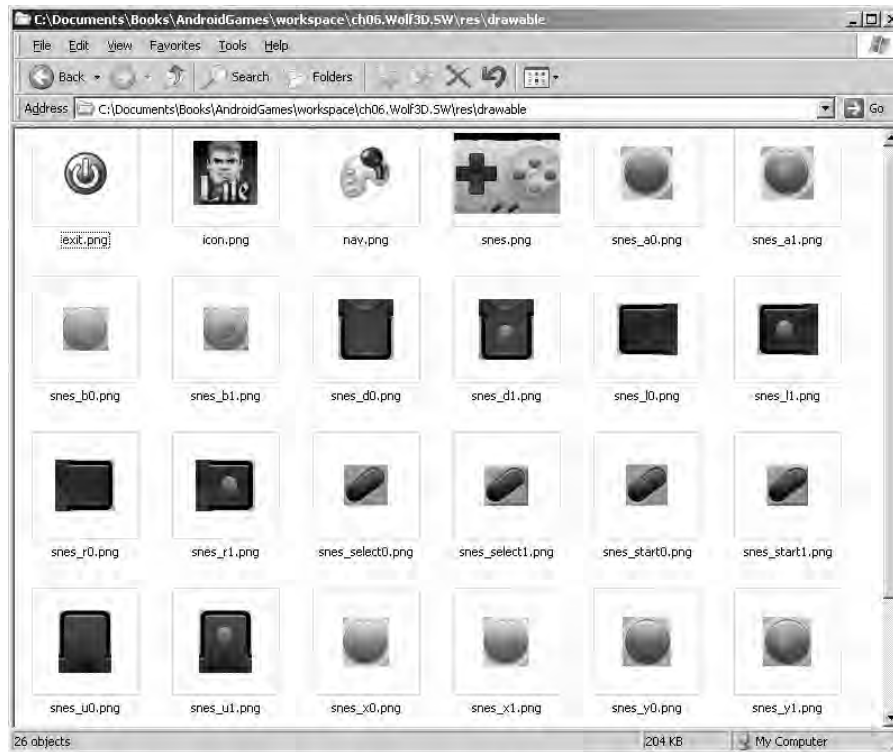 C:\Documents\Books\AndroidGames\workspace\ch06.Wolf3D.SW\res\drawable
File Edit View Favorites Tools Help
Back Search Folders
Address C:\Documents\Books\AndroidGames\workspace\ch06.Wolf3D.SW\res\drawable Go
exit.png icon.png nav.png snes.png snes_a0.png snes_a1.png
snes_b0.png snes_b1.png snes_d0.png snes_d1.png snes_l0.png snes_l1.png
snes_r0.png snes_r1.png snes_select0.png snes_select1.png snes_start0.png snes_start1.png
snes_u0.png snes_u1.png snes_x0.png snes_x1.png snes_y0.png snes_y1.png
26 objects 204 KB My Computer